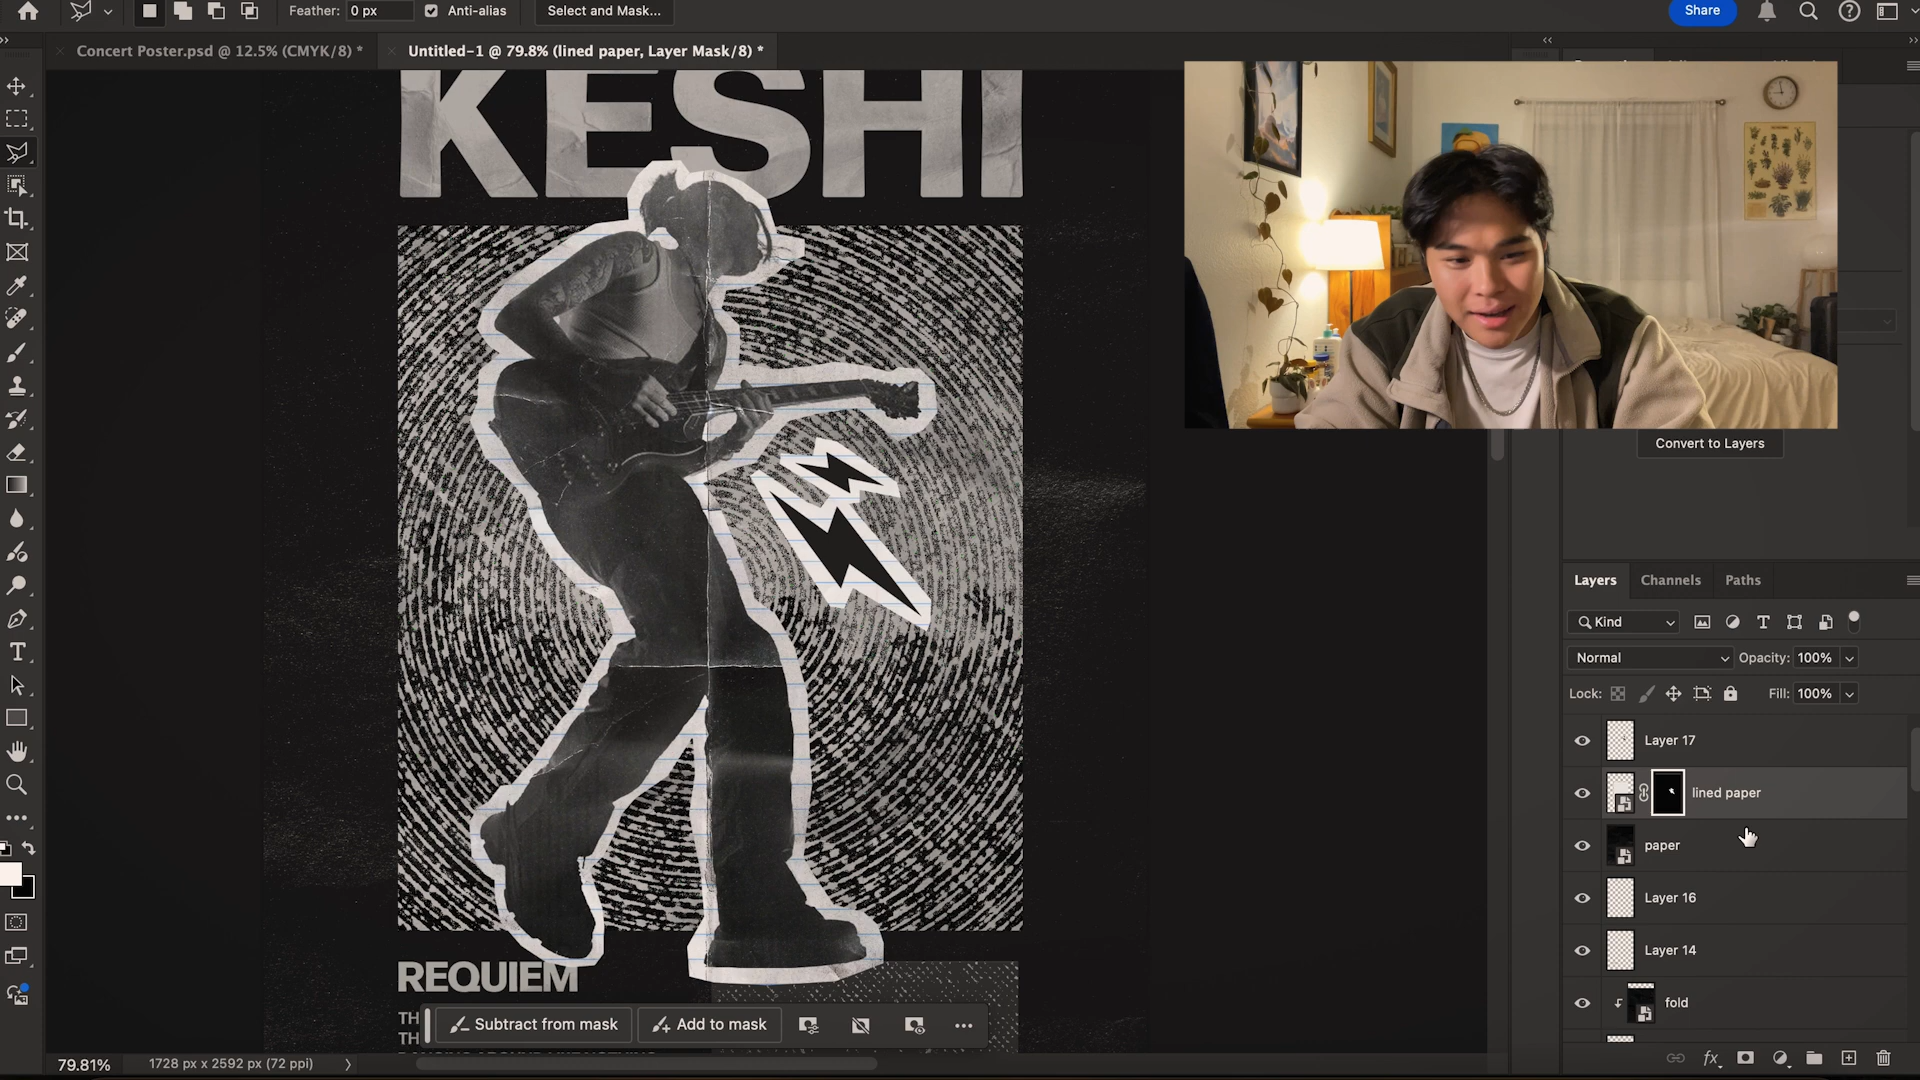 Feather: 0 px Anti-alias Select and Mask... Share
Concert Poster.psd @ 12.5% (CMYK/8) * Untitled-1 @ 79.8% (lined paper, Layer Mask/8) *
KESHI
Convert to Layers
Layers Channels Paths
Kind
Normal Opacity: 100%
Lock: Fill: 100%
Layer 17
lined paper
paper
Layer 16
Layer 14
fold
REQUIEM
TH
TH
Subtract from mask Add to mask
79.81% 1728 px x 2592 px (72 ppi)